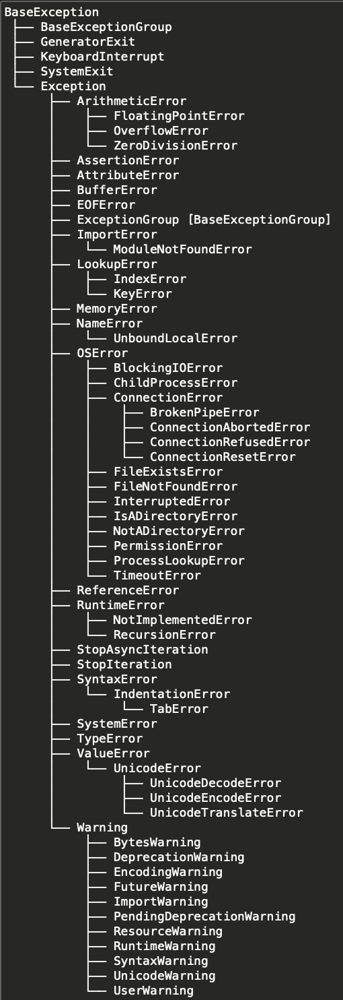 BaseException
├── BaseExceptionGroup
├── GeneratorExit
├── KeyboardInterrupt
├── SystemExit
└── Exception
    ├── ArithmeticError
    │   ├── FloatingPointError
    │   ├── OverflowError
    │   └── ZeroDivisionError
    ├── AssertionError
    ├── AttributeError
    ├── BufferError
    ├── EOFError
    ├── ExceptionGroup [BaseExceptionGroup]
    ├── ImportError
    │   └── ModuleNotFoundError
    ├── LookupError
    │   ├── IndexError
    │   └── KeyError
    ├── MemoryError
    ├── NameError
    │   └── UnboundLocalError
    ├── OSError
    │   ├── BlockingIOError
    │   ├── ChildProcessError
    │   ├── ConnectionError
    │   │   ├── BrokenPipeError
    │   │   ├── ConnectionAbortedError
    │   │   ├── ConnectionRefusedError
    │   │   └── ConnectionResetError
    │   ├── FileExistsError
    │   ├── FileNotFoundError
    │   ├── InterruptedError
    │   ├── IsADirectoryError
    │   ├── NotADirectoryError
    │   ├── PermissionError
    │   ├── ProcessLookupError
    │   └── TimeoutError
    ├── ReferenceError
    ├── RuntimeError
    │   ├── NotImplementedError
    │   └── RecursionError
    ├── StopAsyncIteration
    ├── StopIteration
    ├── SyntaxError
    │   └── IndentationError
    │       └── TabError
    ├── SystemError
    ├── TypeError
    ├── ValueError
    │   └── UnicodeError
    │       ├── UnicodeDecodeError
    │       ├── UnicodeEncodeError
    │       └── UnicodeTranslateError
    └── Warning
        ├── BytesWarning
        ├── DeprecationWarning
        ├── EncodingWarning
        ├── FutureWarning
        ├── ImportWarning
        ├── PendingDeprecationWarning
        ├── ResourceWarning
        ├── RuntimeWarning
        ├── SyntaxWarning
        ├── UnicodeWarning
        └── UserWarning